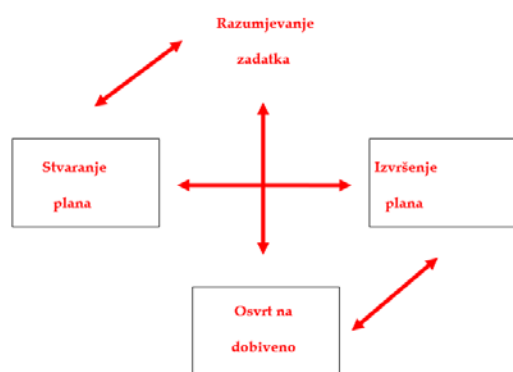 Razumjevanje
zadatka
Stvaranje
plana
Izvršenje
plana
Osvrt na
dobiveno